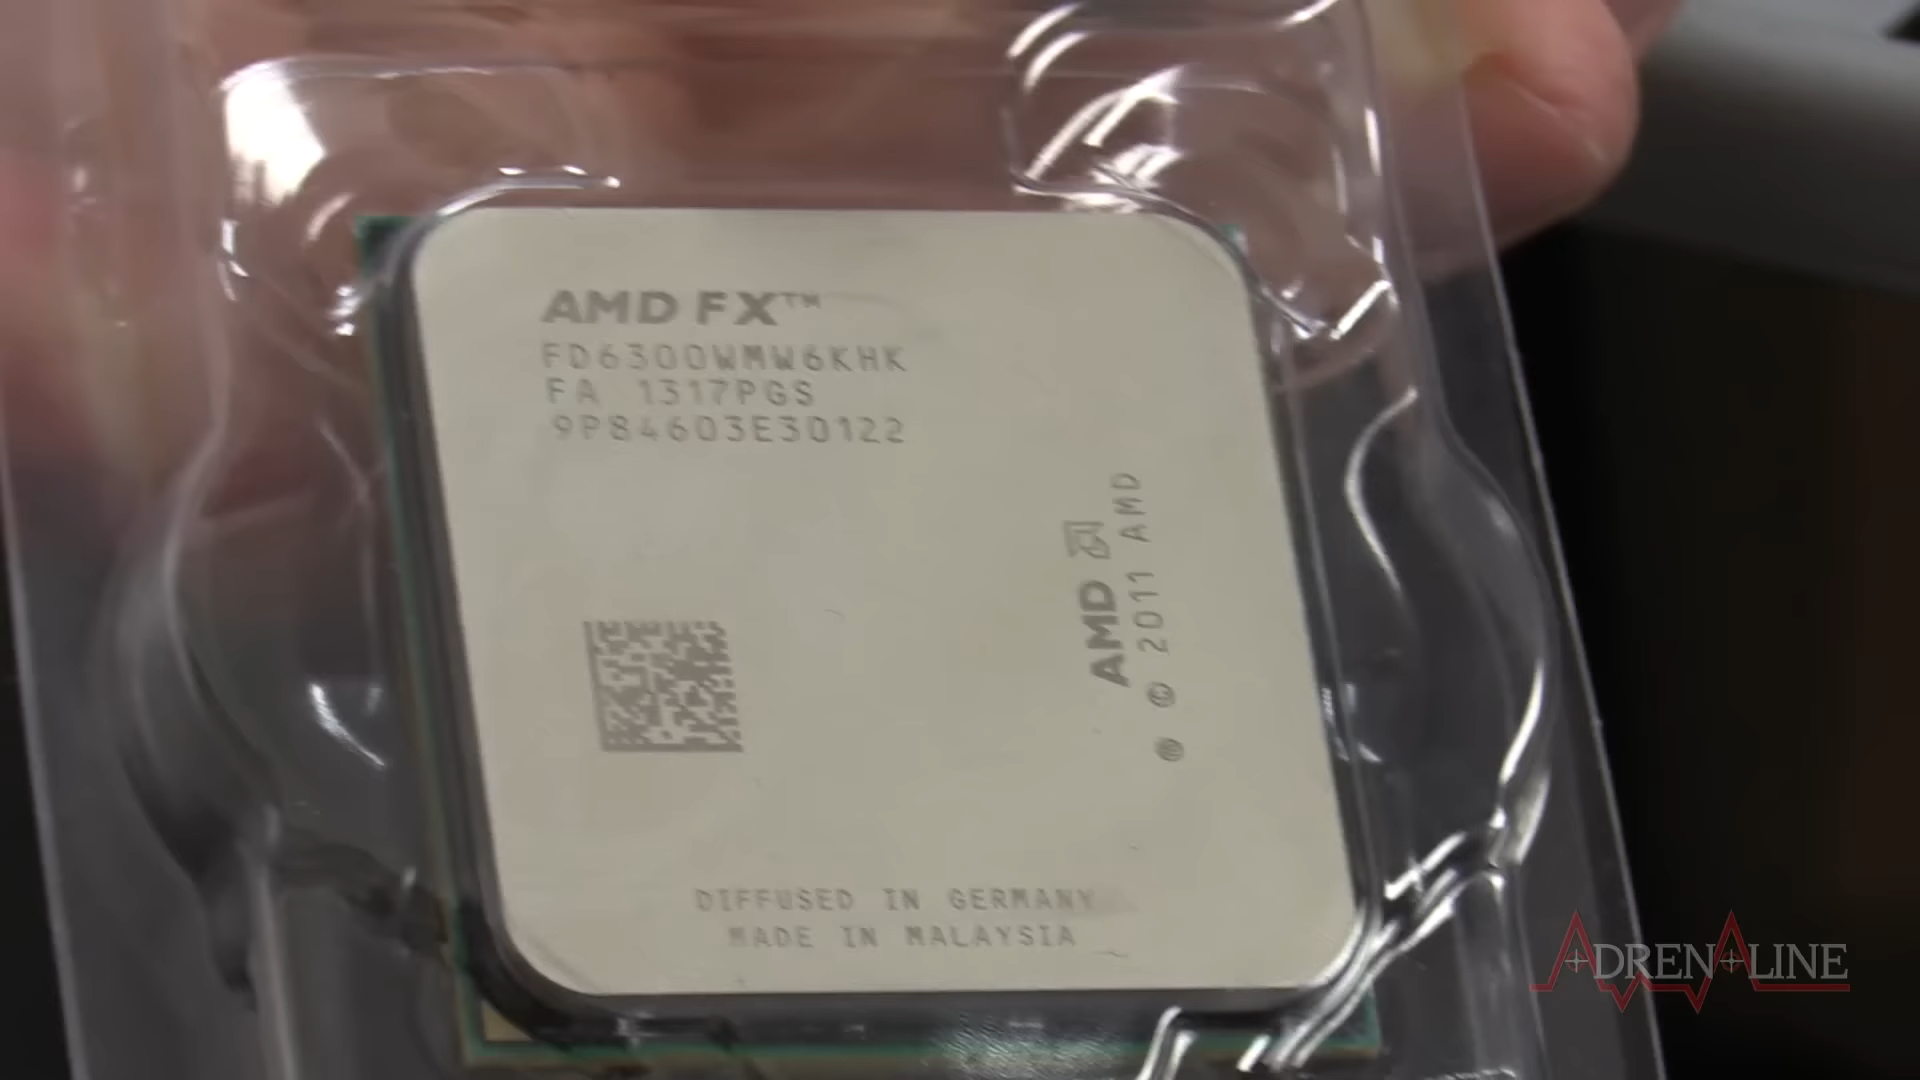 AMD FX™
FD6300WMW6KHK
FA 1317PGS
9P84603E30122
AMD
© 2011 AMD
DIFFUSED IN GERMANY
MADE IN MALAYSIA
ADRENALINE